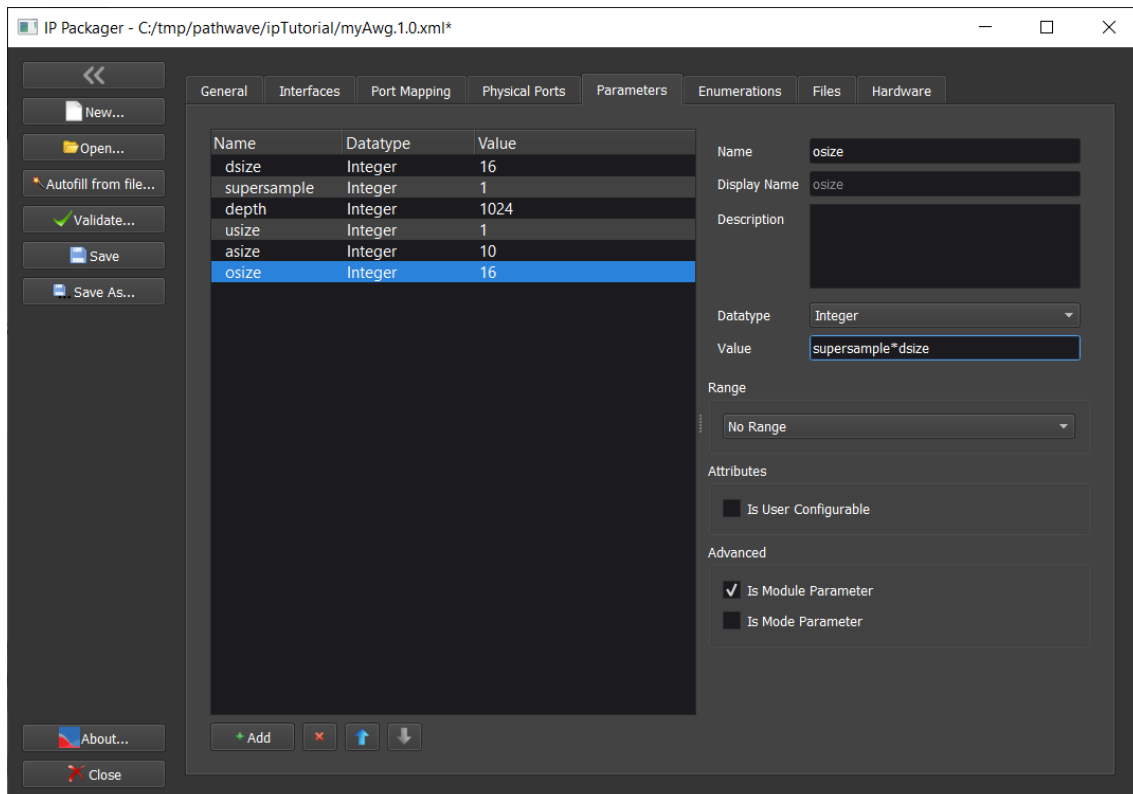 IP Packager - C:/tmp/pathwave/ipTutorial/myAwg.1.0.xml*
New...
Open...
Autofill from file...
Validate...
Save
Save As...
About...
Close
General Interfaces Port Mapping Physical Ports Parameters Enumerations Files Hardware
Name Datatype Value
dsize Integer 16
supersample Integer 1
depth Integer 1024
usize Integer 1
asize Integer 10
osize Integer 16
+ Add
Name osize
Display Name osize
Description
Datatype Integer
Value supersample*dsize
Range
No Range
Attributes
Is User Configurable
Advanced
Is Module Parameter
Is Mode Parameter